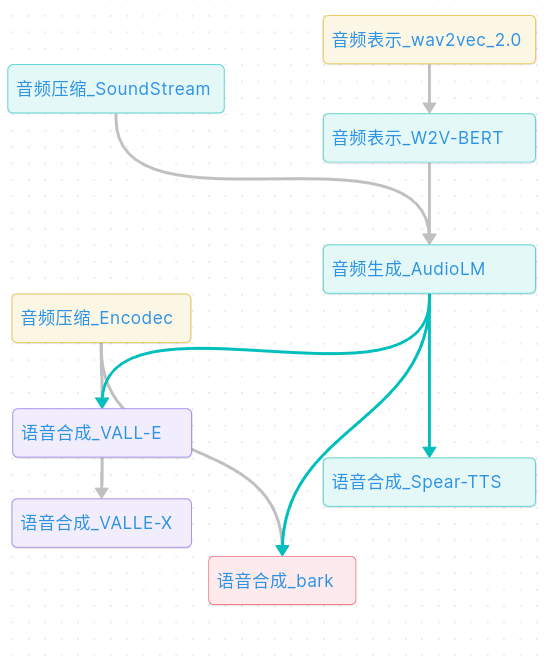 音频表示_wav2vec_2.0
音频压缩_SoundStream
音频表示_W2V-BERT
音频生成_AudioLM
音频压缩_Encodec
语音合成_VALL-E
语音合成_Spear-TTS
语音合成_VALLE-X
语音合成_bark